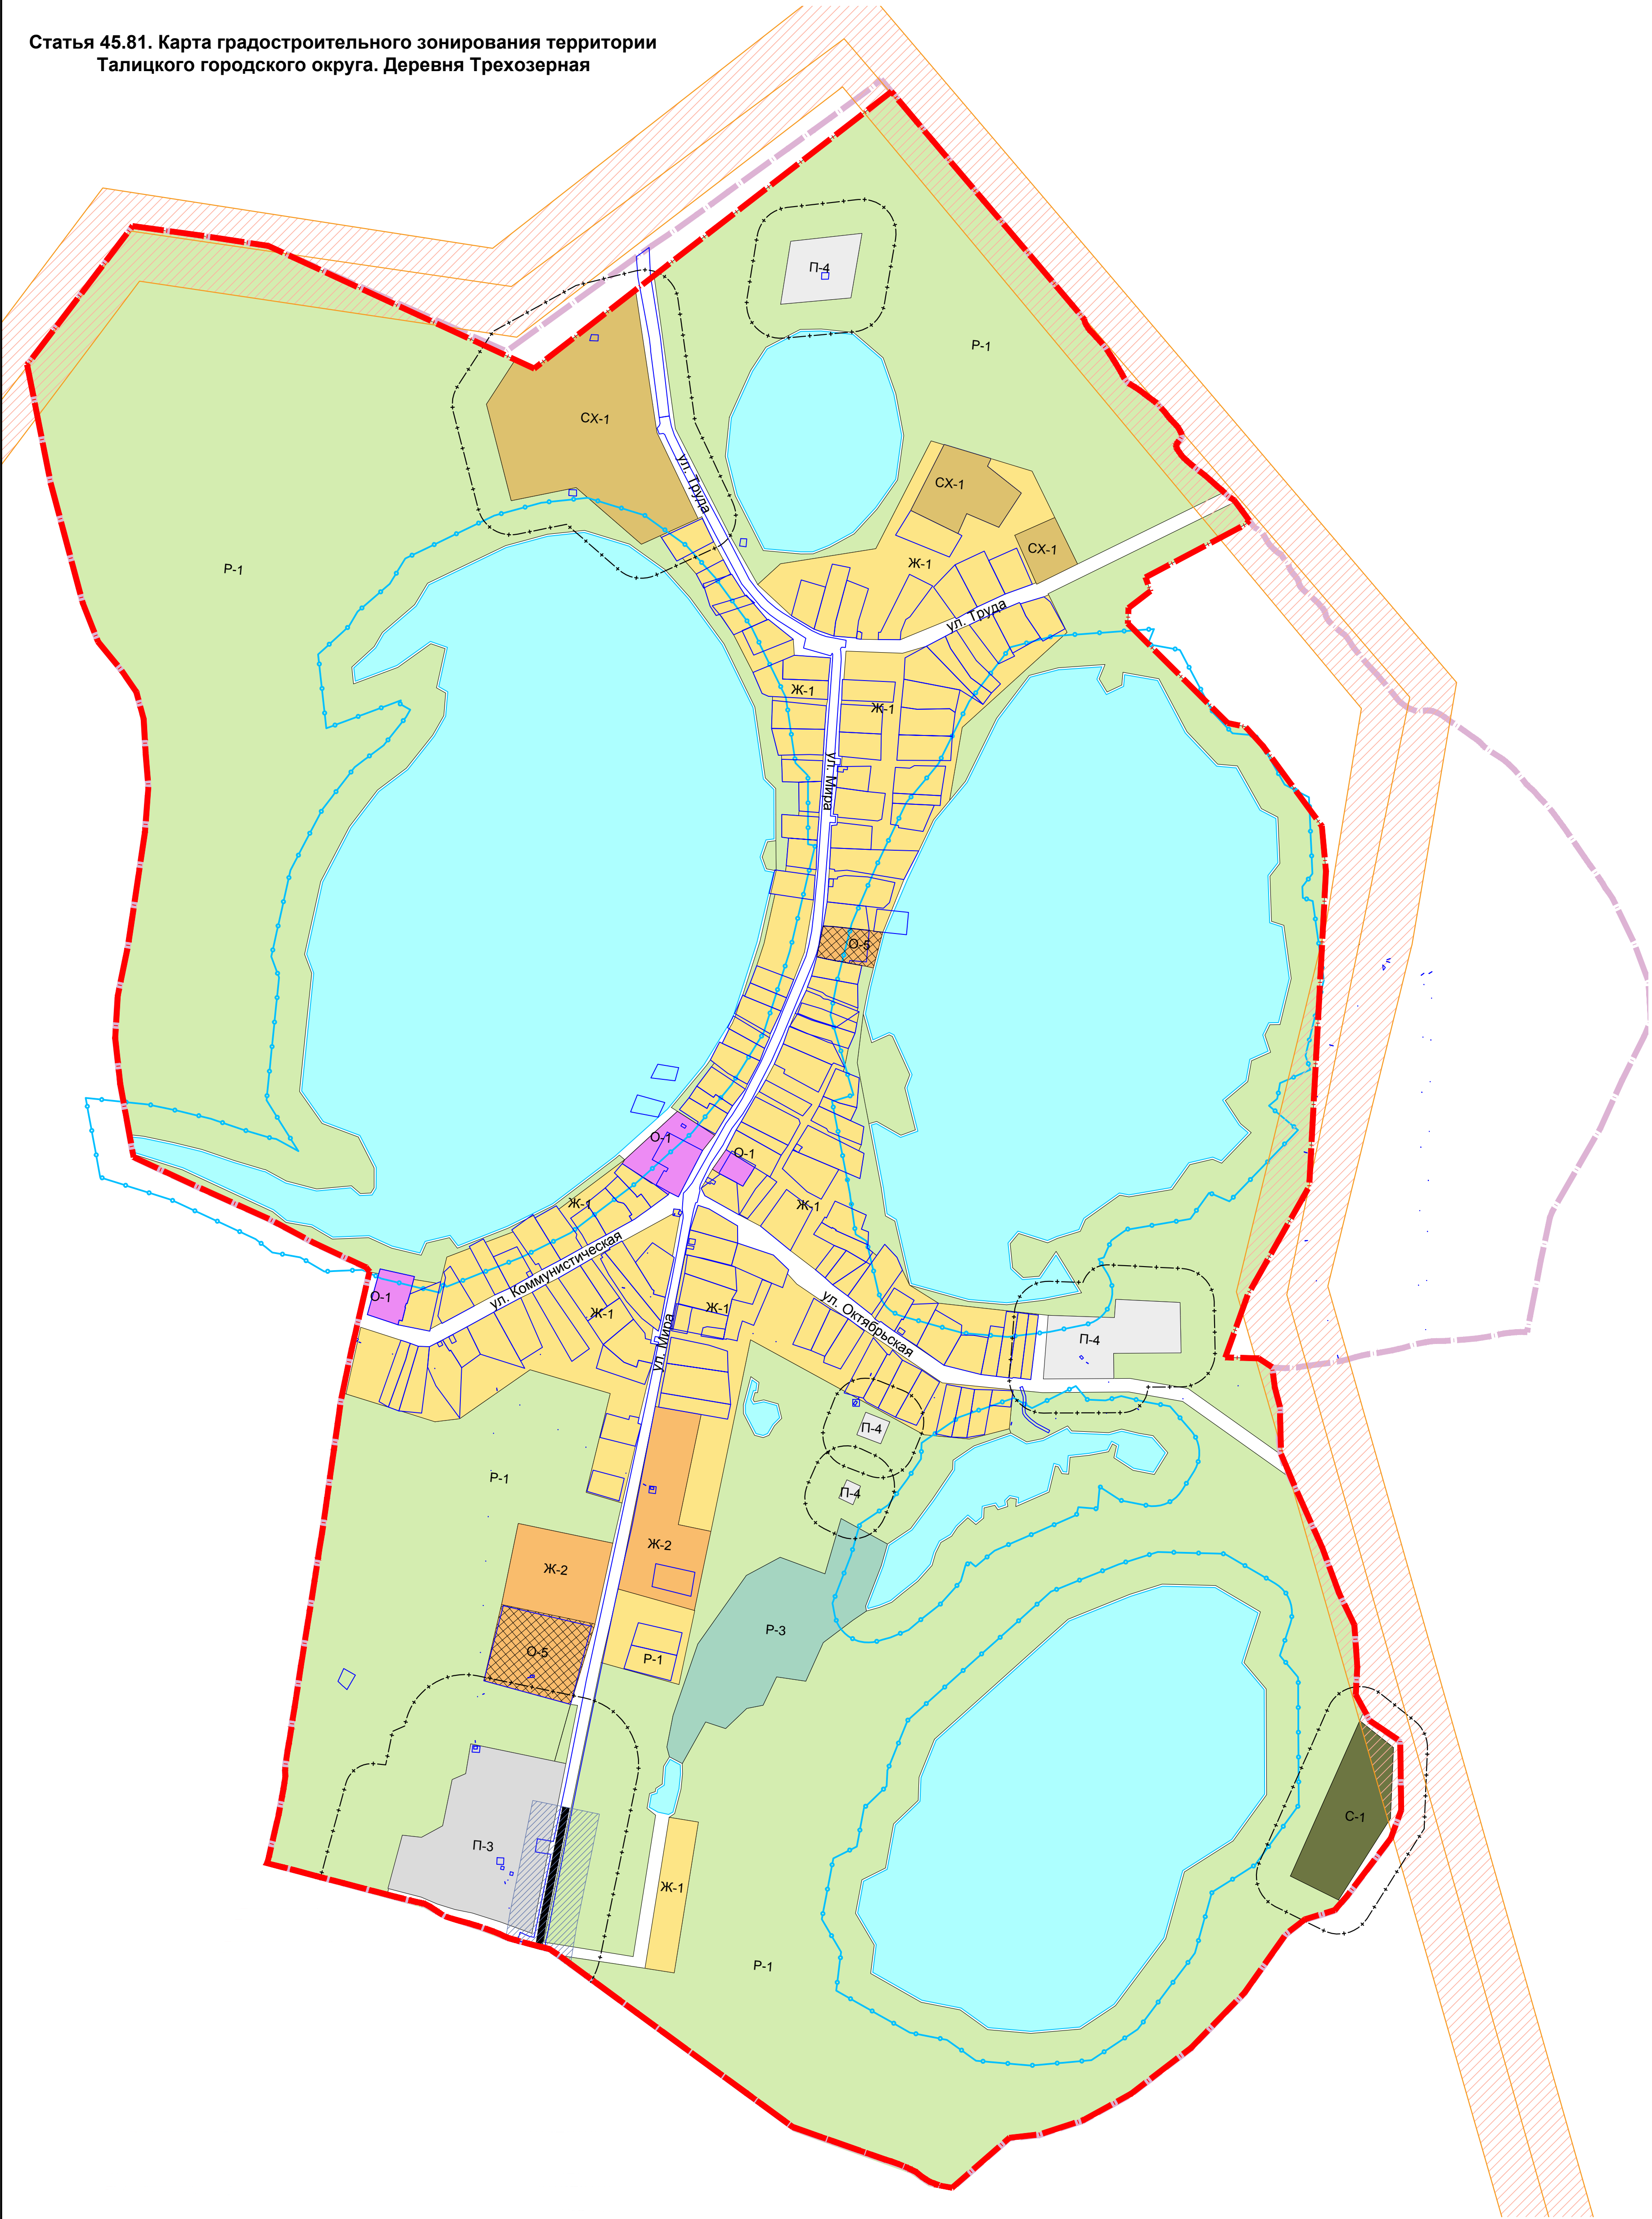 Статья 45.81. Карта градостроительного зонирования территории
Талицкого городского округа. Деревня Трехозерная
П-4
Р-1
СХ-1
ул. Труда
СХ-1
СХ-1
Ж-1
Р-1
ул. Труда
Ж-1
Ж-1
ул. Мира
О-5
О-1
О-1
Ж-1
Ж-1
ул. Коммунистическая
О-1
Ж-1
Ж-1
ул. Мира
ул. Октябрьская
П-4
П-4
Р-1
П-4
Ж-2
Ж-2
Р-3
О-5
Р-1
С-1
П-3
Ж-1
Р-1